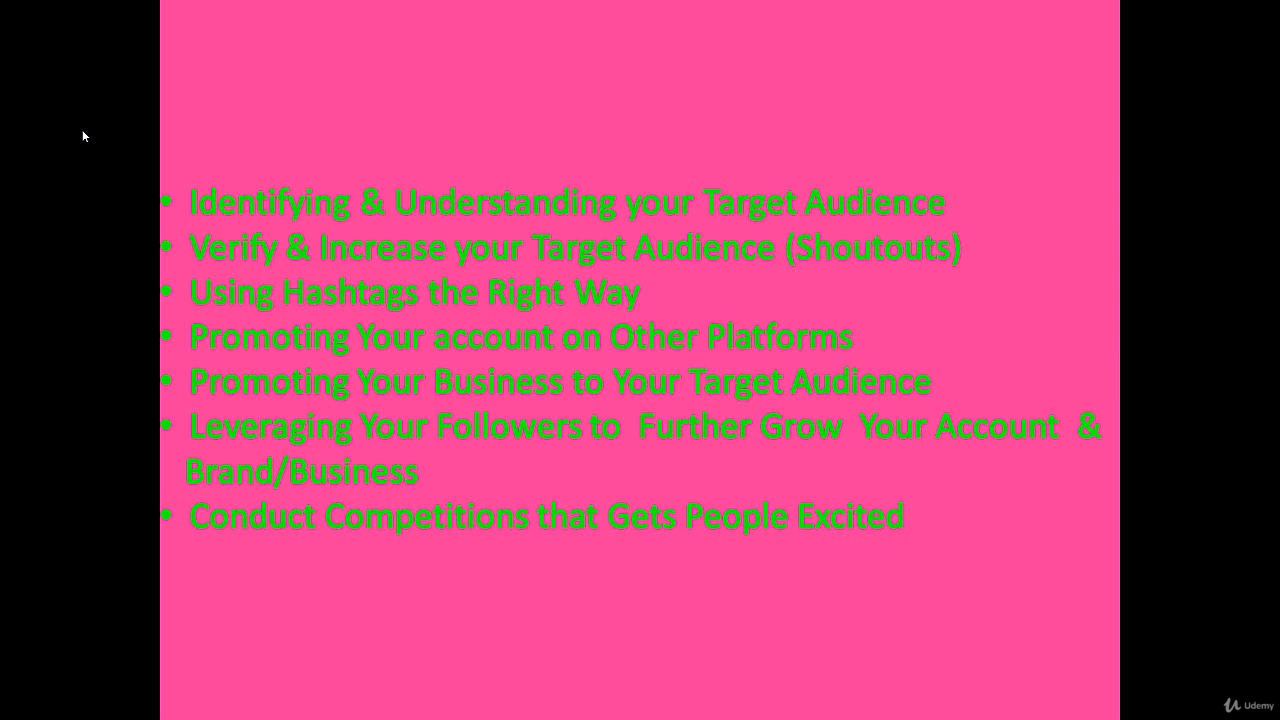 • Identifying & Understanding your Target Audience
• Verify & Increase your Target Audience (Shoutouts)
• Using Hashtags the Right Way
• Promoting Your account on Other Platforms
• Promoting Your Business to Your Target Audience
• Leveraging Your Followers to  Further Grow  Your Account  &
Brand/Business
• Conduct Competitions that Gets People Excited
Udemy